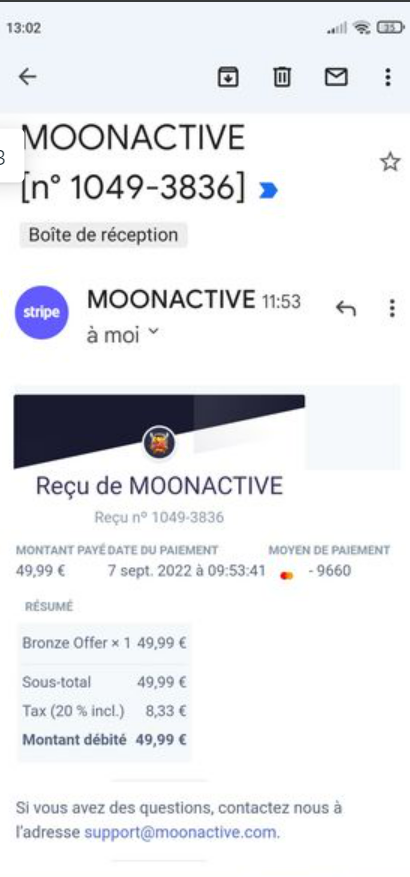 13:02
35
MOONACTIVE
3
[n° 1049-3836]
Boîte de réception
stripe
MOONACTIVE 11:53
à moi
Reçu de MOONACTIVE
Reçu nº 1049-3836
MONTANT PAYÉ DATE DU PAIEMENT MOYEN DE PAIEMENT
49,99 € 7 sept. 2022 à 09:53:41 - 9660
RÉSUMÉ
Bronze Offer × 1 49,99 €
Sous-total 49,99 €
Tax (20 % incl.) 8,33 €
Montant débité 49,99 €
Si vous avez des questions, contactez nous à
l'adresse support@moonactive.com.